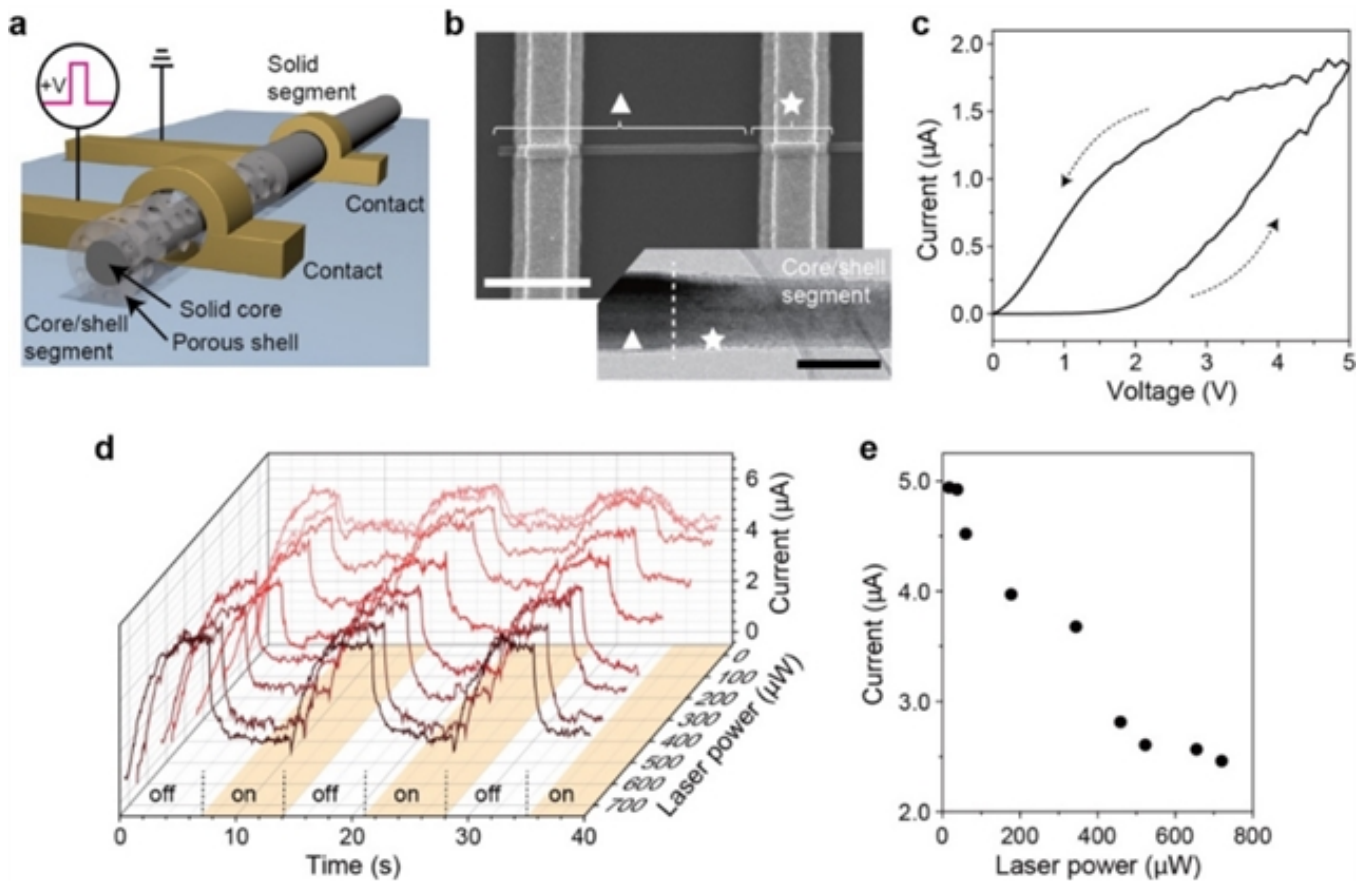 a
+V
Solid
segment
Contact
Contact
Solid core
Core/shell
segment
Porous shell
b
Core/shell
segment
c
2.0
1.5
1.0
0.5
0.0
Current (µA)
0 1 2 3 4 5
Voltage (V)
d
6
4
2
0
Current (µA)
0
100
200
300
400
500
600
700
Laser power (µW)
off on off on off on
0 10 20 30 40
Time (s)
e
5.0
4.0
3.0
2.0
Current (µA)
0 200 400 600 800
Laser power (µW)